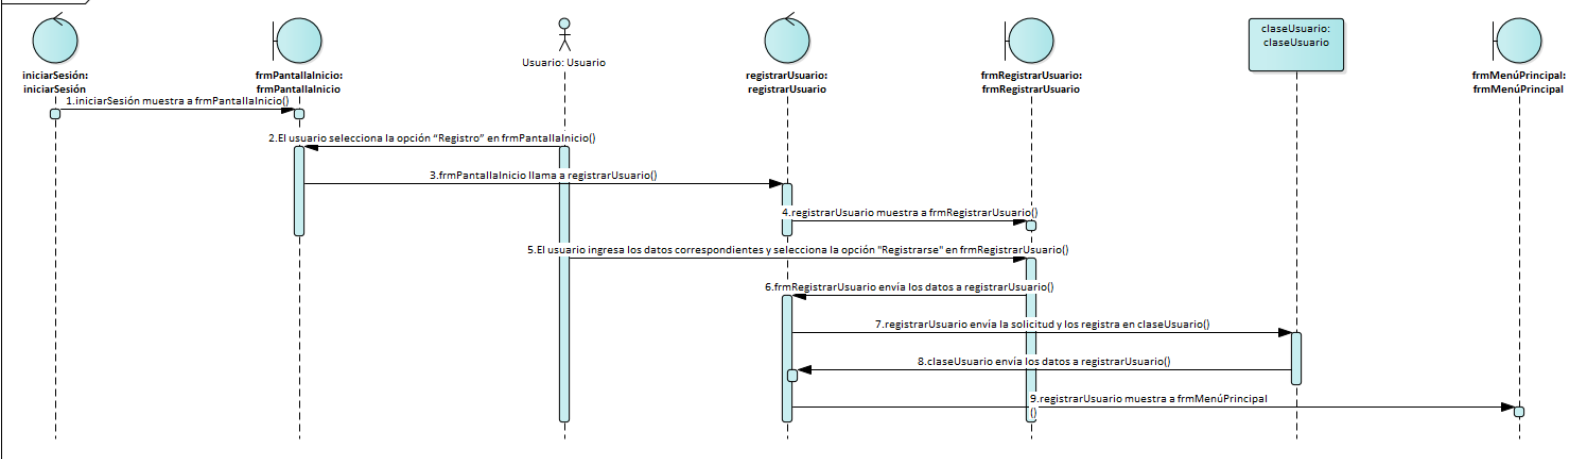 iniciarSesión:
iniciarSesión
frmPantallaInicio:
frmPantallaInicio
Usuario: Usuario
registrarUsuario:
registrarUsuario
frmRegistrarUsuario:
frmRegistrarUsuario
claseUsuario:
claseUsuario
frmMenúPrincipal:
frmMenúPrincipal
1.iniciarSesión muestra a frmPantallaInicio()
2.El usuario selecciona la opción “Registro” en frmPantallaInicio()
3.frmPantallaInicio llama a registrarUsuario()
4.registrarUsuario muestra a frmRegistrarUsuario()
5.El usuario ingresa los datos correspondientes y selecciona la opción "Registrarse" en frmRegistrarUsuario()
6.frmRegistrarUsuario envía los datos a registrarUsuario()
7.registrarUsuario envía la solicitud y los registra en claseUsuario()
8.claseUsuario envía los datos a registrarUsuario()
9.registrarUsuario muestra a frmMenúPrincipal
()